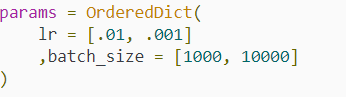 params = OrderedDict(
    lr = [.01, .001]
    ,batch_size = [1000, 10000]
)